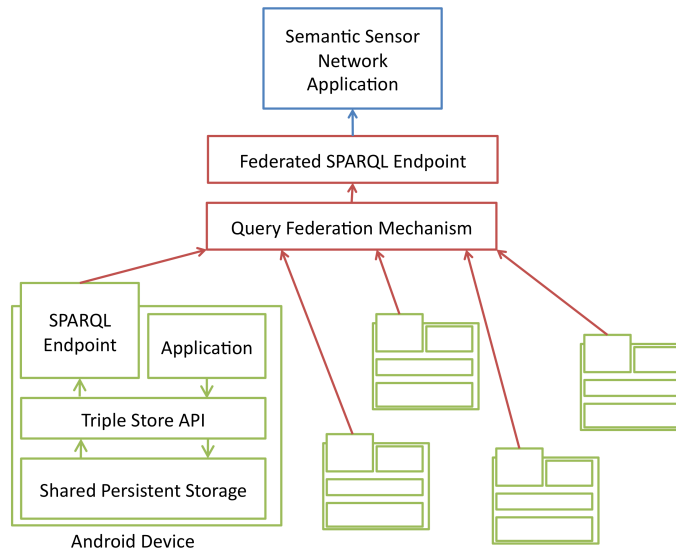 Semantic Sensor
Network
Application
Federated SPARQL Endpoint
Query Federation Mechanism
SPARQL
Endpoint
Application
Triple Store API
Shared Persistent Storage
Android Device